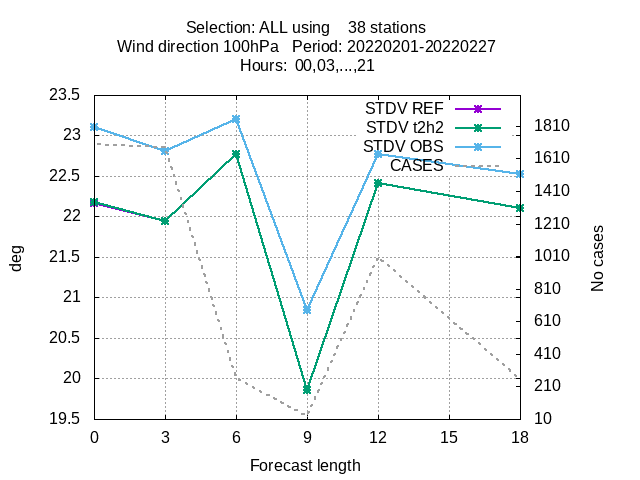 Selection: ALL using 38 stations
Wind direction 100hPa Period: 20220201-20220227
Hours: 00,03,...,21
23.5
23
22.5
22
21.5
21
20.5
20
19.5
deg
STDV REF
STDV t2h2
STDV OBS
CASES
1810
1610
1410
1210
1010
810
610
410
210
10
No cases
0 3 6 9 12 15 18
Forecast length